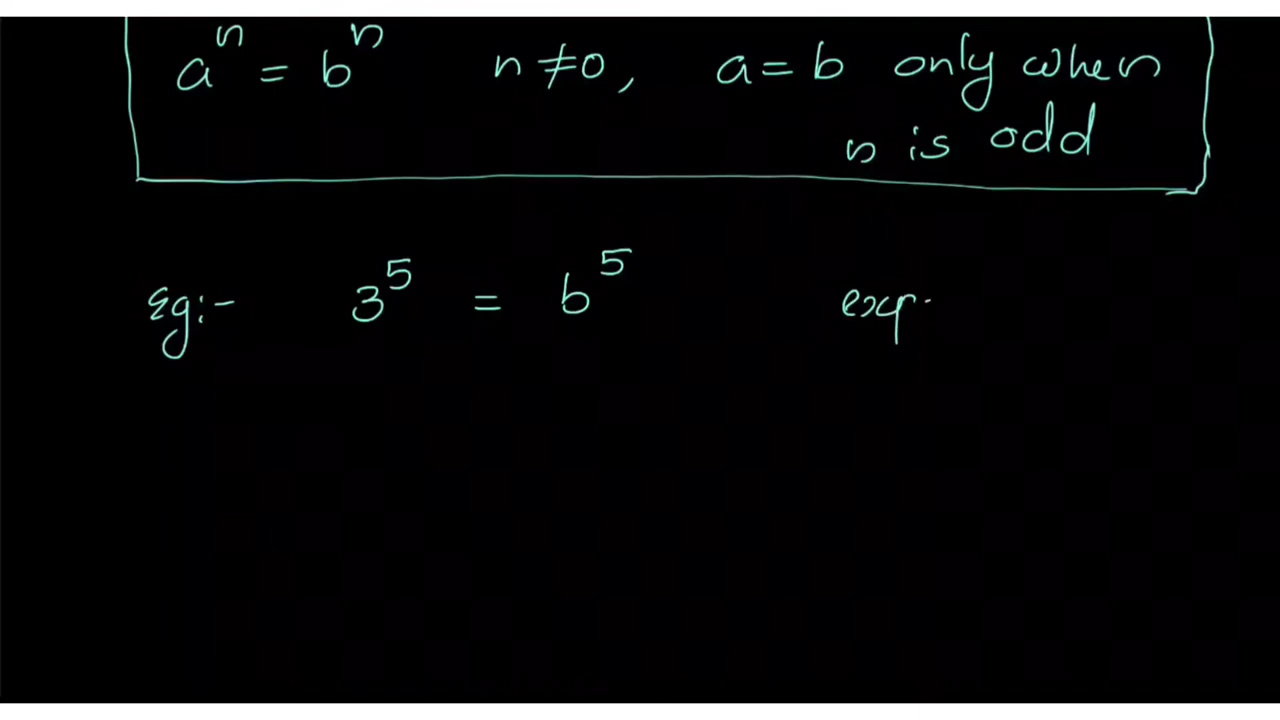 aⁿ = bⁿ n ≠ 0, a = b only when
n is odd
Eg:- 3⁵ = b⁵ exp.